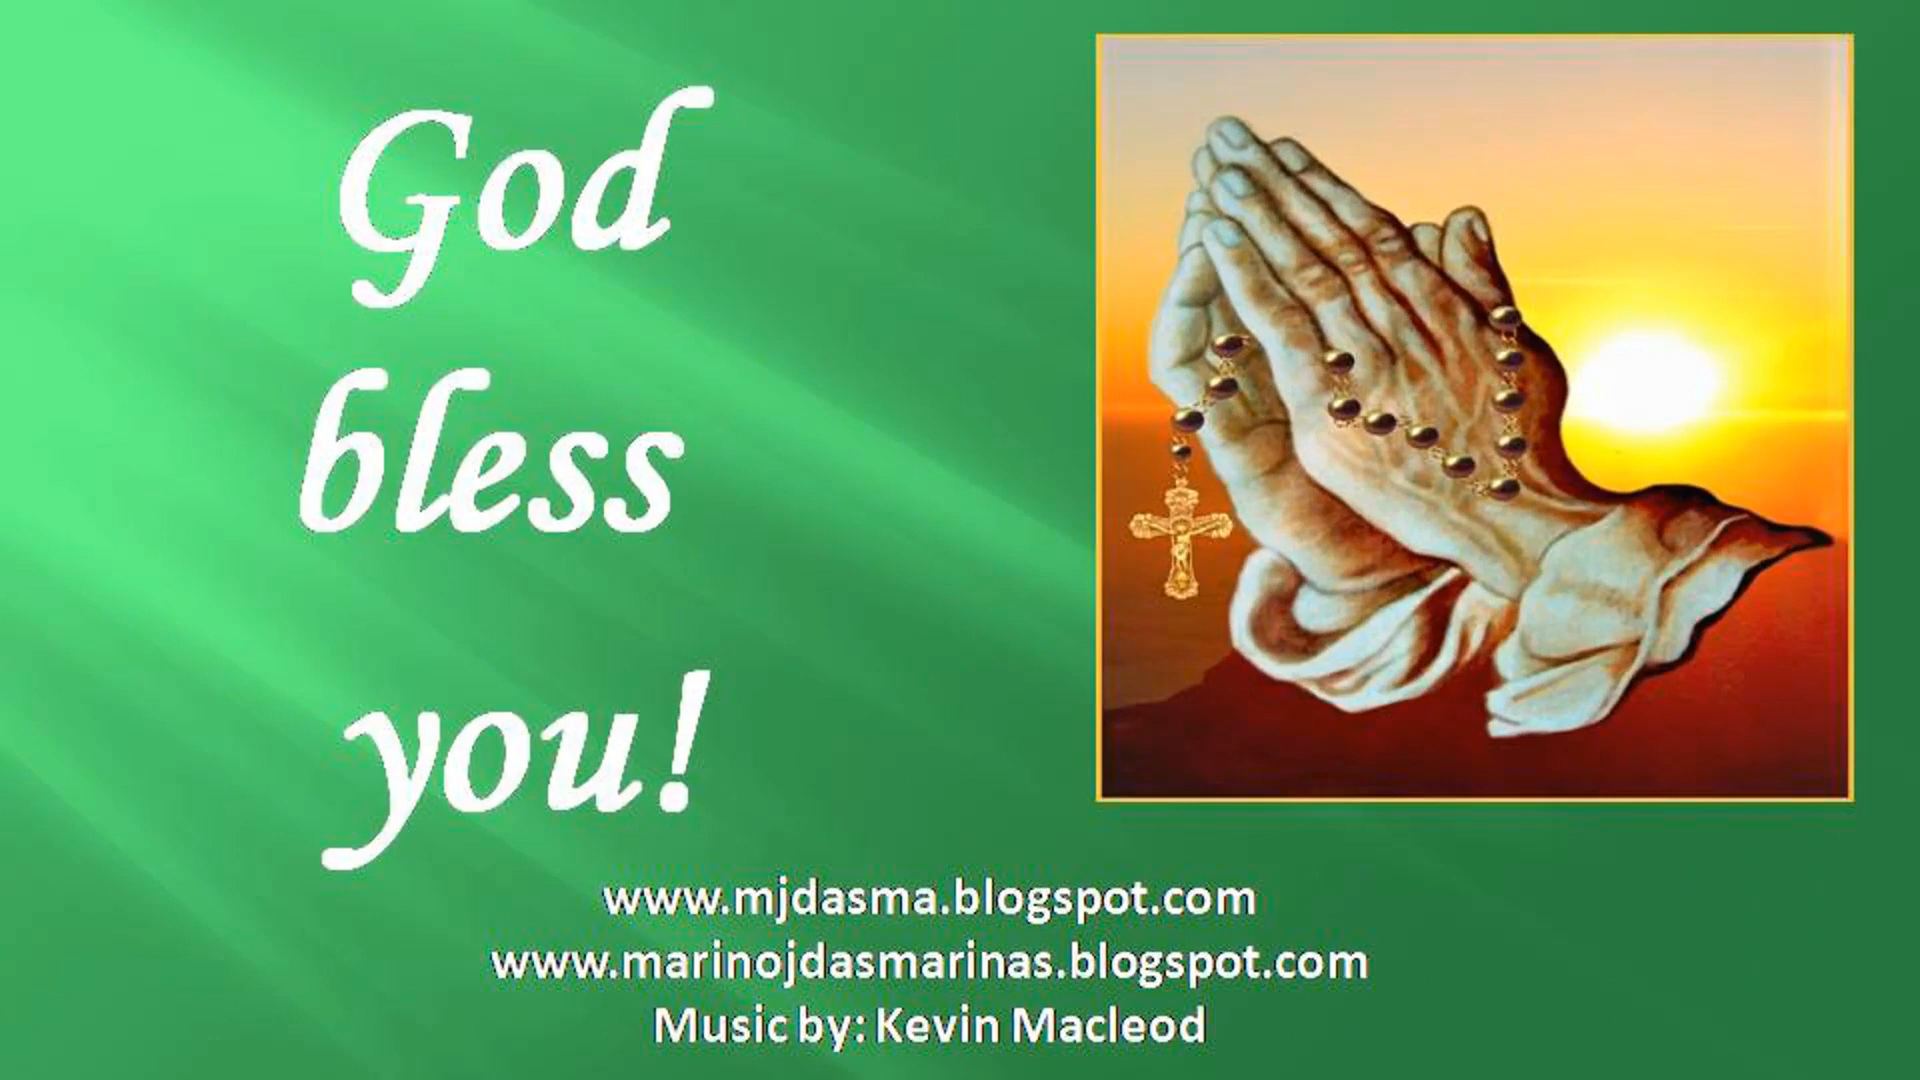 God
bless
you!
www.mjdasma.blogspot.com
www.marinojdasmarinas.blogspot.com
Music by: Kevin Macleod